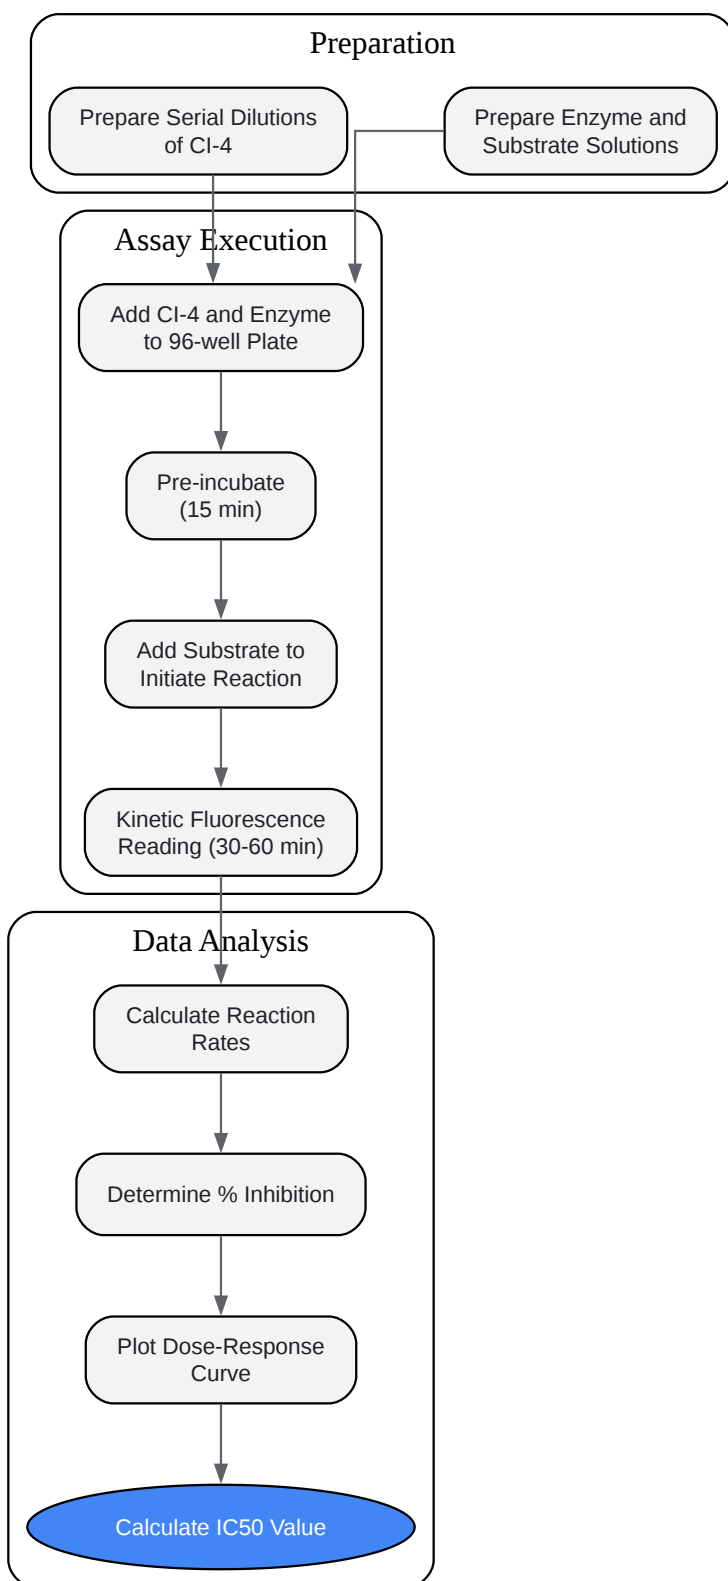 Preparation
Prepare Serial Dilutions
of CI-4
Prepare Enzyme and
Substrate Solutions
Assay Execution
Add CI-4 and Enzyme
to 96-well Plate
Pre-incubate
(15 min)
Add Substrate to
Initiate Reaction
Kinetic Fluorescence
Reading (30-60 min)
Data Analysis
Calculate Reaction
Rates
Determine % Inhibition
Plot Dose-Response
Curve
Calculate IC50 Value